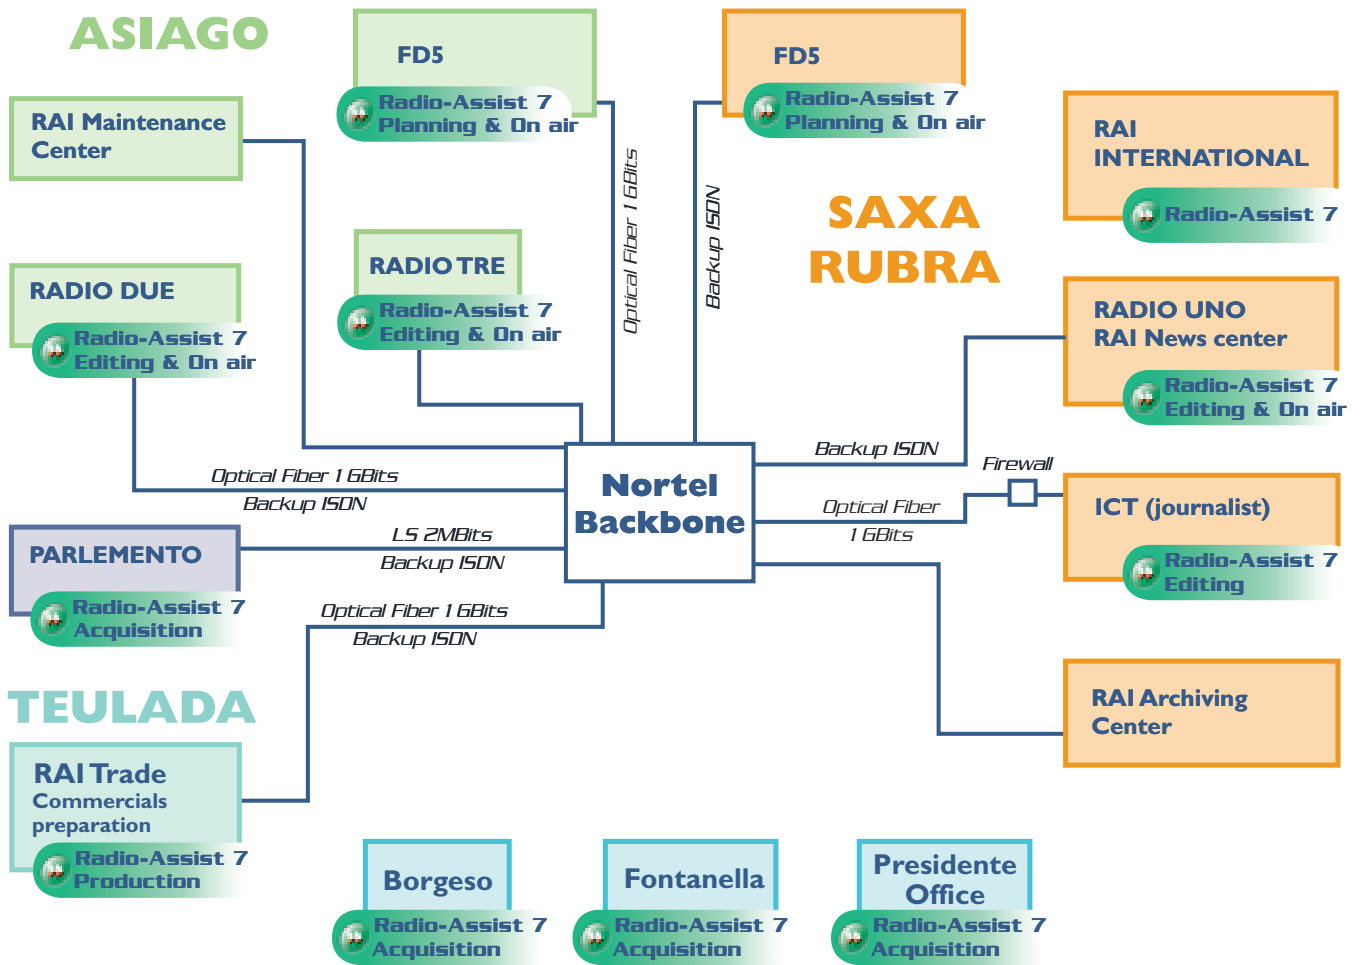 ASIAGO
FD5
Radio-Assist 7
Planning & On air
FD5
Radio-Assist 7
Planning & On air
RAI Maintenance
Center
RAI
INTERNATIONAL
Radio-Assist 7
Optical Fiber 1 GBits
Backup ISDN
SAXA
RUBRA
RADIO TRE
Radio-Assist 7
Editing & On air
RADIO DUE
Radio-Assist 7
Editing & On air
RADIO UNO
RAI News center
Radio-Assist 7
Editing & On air
Optical Fiber 1 GBits
Backup ISDN
Nortel
Backbone
Backup ISDN
Firewall
Optical Fiber
1 GBits
ICT (journalist)
Radio-Assist 7
Editing
PARLEMENTO
Radio-Assist 7
Acquisition
LS 2MBits
Backup ISDN
Optical Fiber 1 GBits
Backup ISDN
RAI Archiving
Center
TEULADA
RAI Trade
Commercials
preparation
Radio-Assist 7
Production
Borgeso
Radio-Assist 7
Acquisition
Fontanella
Radio-Assist 7
Acquisition
Presidente
Office
Radio-Assist 7
Acquisition